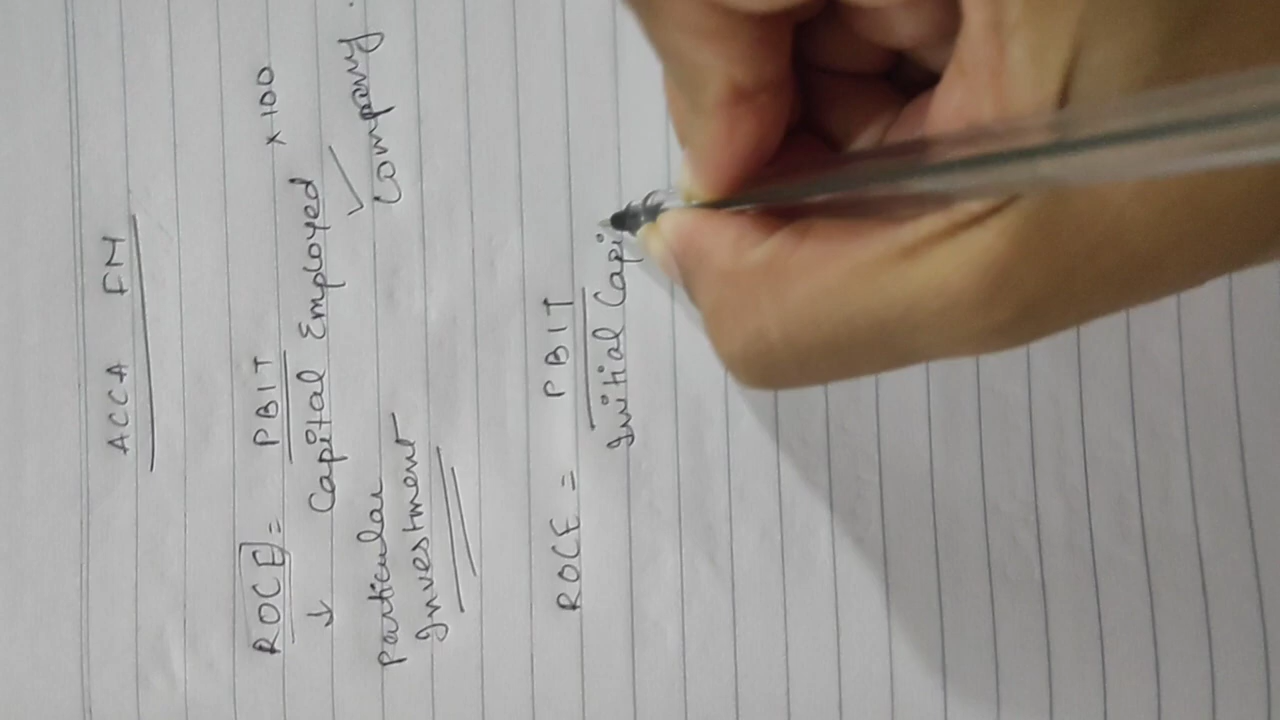 ACCA FM
ROCE = PBIT
Capital Employed × 100
↓
Particular Investment
Company.
ROCE = PBIT
Initial Capi